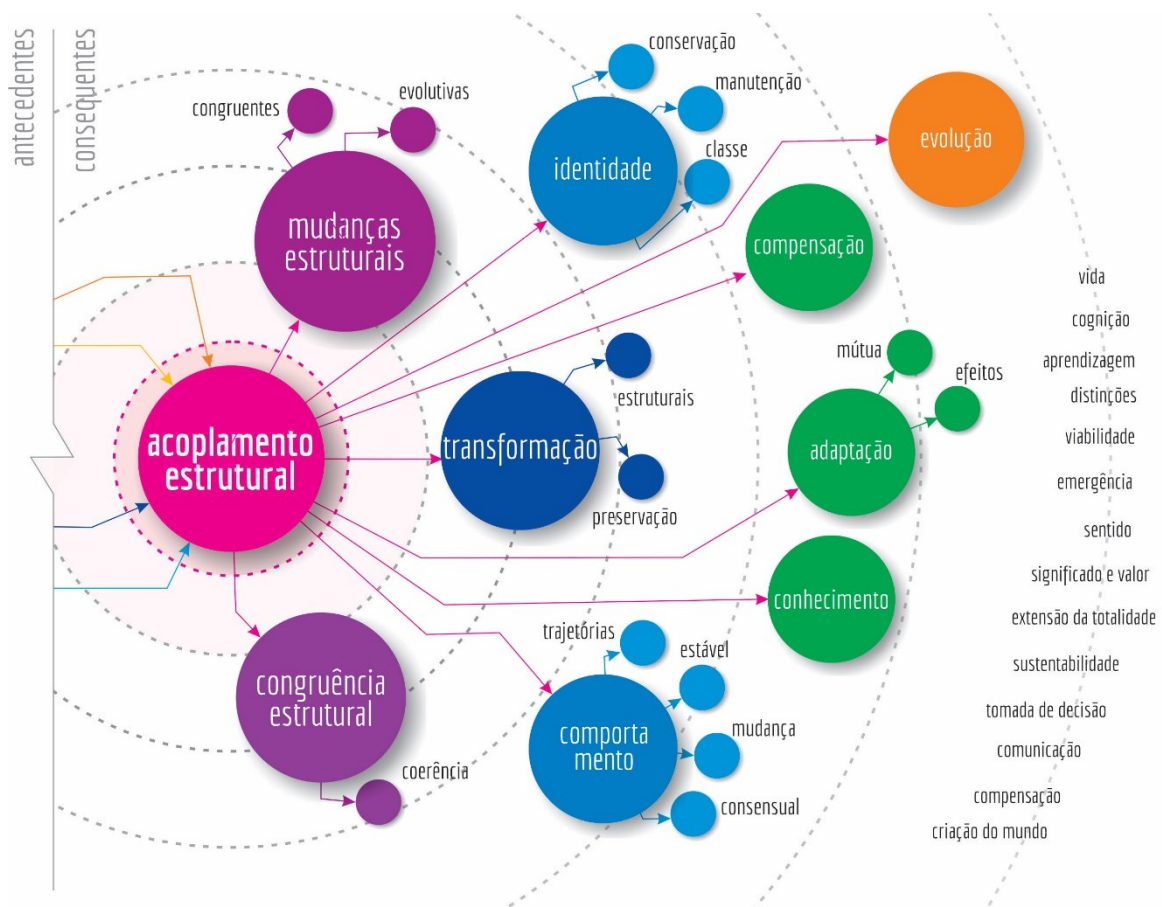 antecedentes
consequentes
congruentes
evolutivas
mudanças
estruturais
conservação
manutenção
classe
identidade
evolução
compensação
acoplamento
estrutural
transformação
estruturais
preservação
mútua
efeitos
adaptação
conhecimento
congruência
estrutural
coerência
trajetórias
estável
mudança
consensual
comporta
mento
vida
cognição
aprendizagem
distinções
viabilidade
emergência
sentido
significado e valor
extensão da totalidade
sustentabilidade
tomada de decisão
comunicação
compensação
criação do mundo